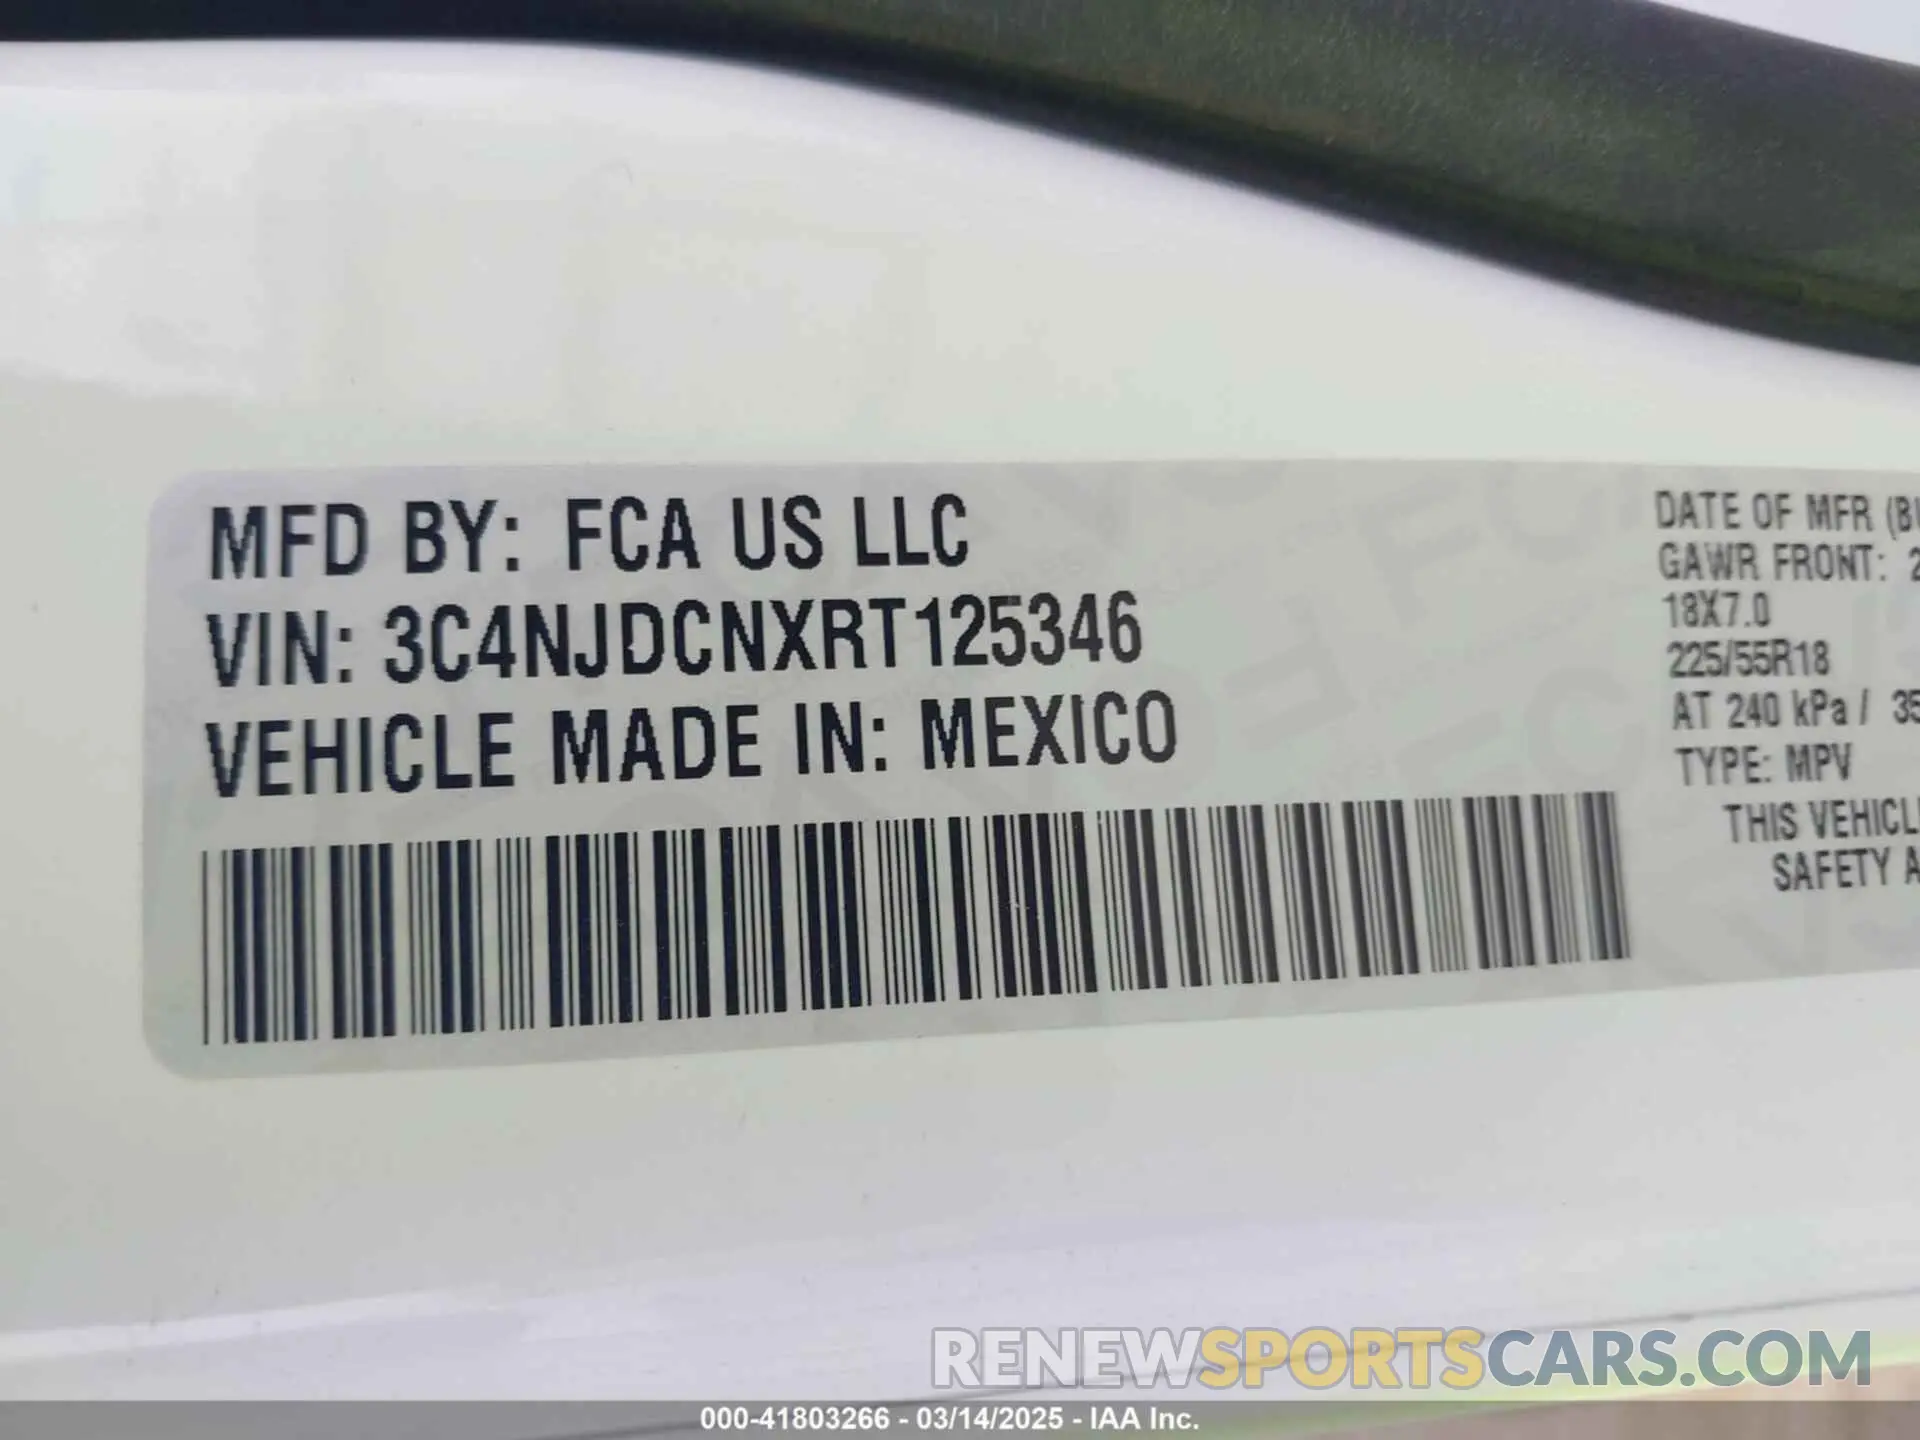 MFD BY: FCA US LLC
VIN: 3C4NJDCNXRT125346
VEHICLE MADE IN: MEXICO
DATE OF MFR
GAWR FRONT:
18X7.0
225/55R18
AT 240 kPa / 35
TYPE: MPV
THIS VEHICL
SAFETY A
RENEWSPORTSCARS.COM
000-41803266 - 03/14/2025 - IAA Inc.